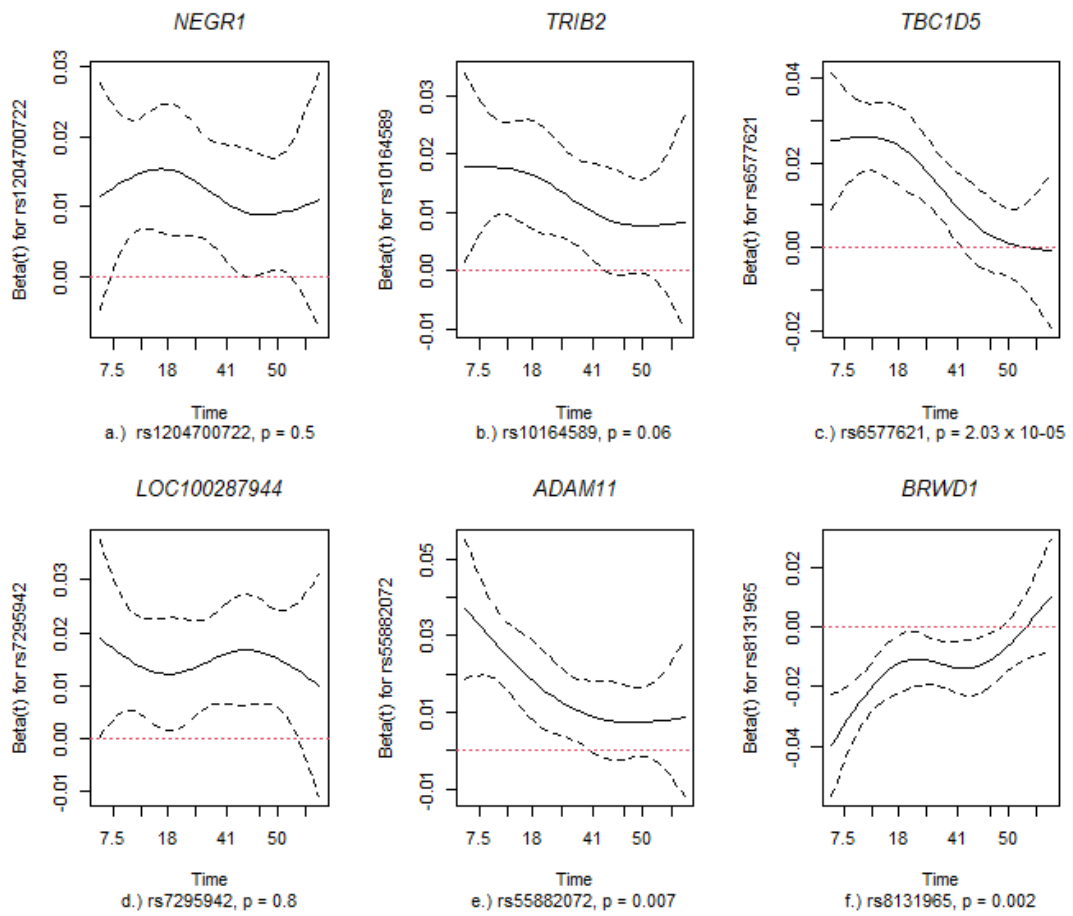 NEGR1
TRIB2
TBC1D5
Beta(t) for rs1204700722
0.03
0.02
0.01
0.00
7.5 18 41 50
Time
a.) rs1204700722, p = 0.5
Beta(t) for rs10164589
0.03
0.02
0.01
0.00
-0.01
7.5 18 41 50
Time
b.) rs10164589, p = 0.06
Beta(t) for rs6577621
0.04
0.02
0.00
-0.02
7.5 18 41 50
Time
c.) rs6577621, p = 2.03 x 10-05
LOC100287944
ADAM11
BRWD1
Beta(t) for rs7295942
0.03
0.02
0.01
0.00
-0.01
7.5 18 41 50
Time
d.) rs7295942, p = 0.8
Beta(t) for rs55882072
0.05
0.03
0.01
-0.01
7.5 18 41 50
Time
e.) rs55882072, p = 0.007
Beta(t) for rs8131965
0.02
0.00
-0.02
-0.04
7.5 18 41 50
Time
f.) rs8131965, p = 0.002